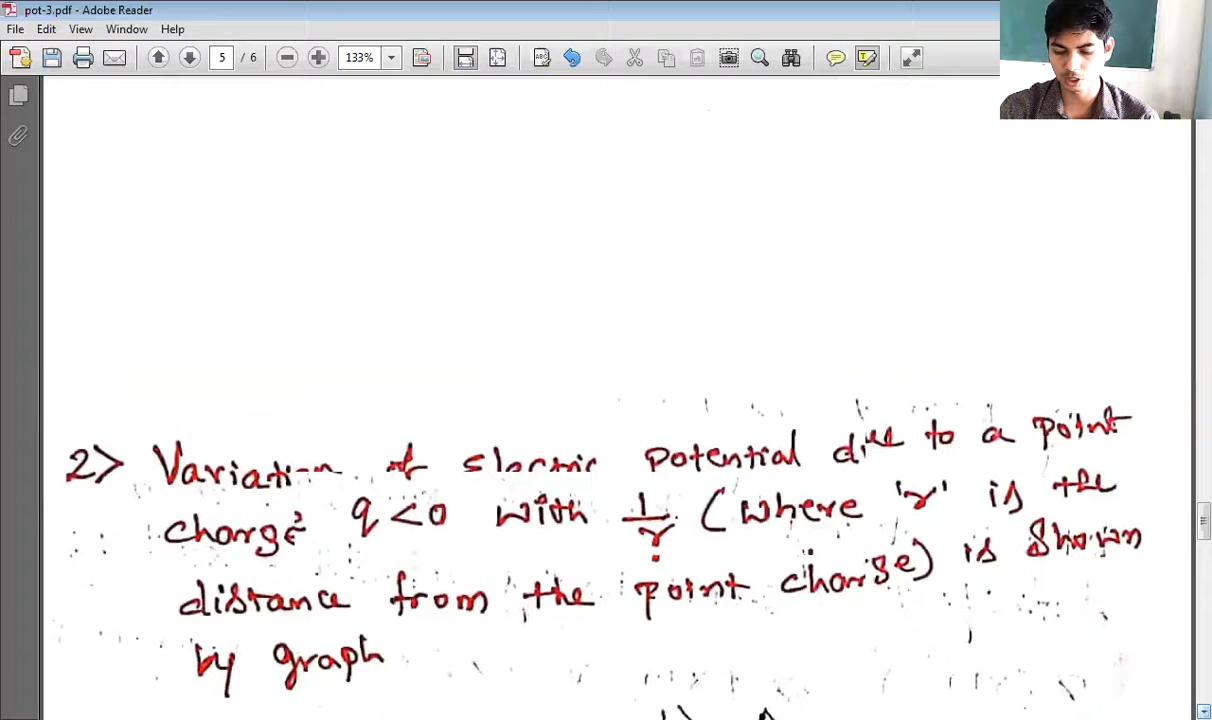 pot-3.pdf - Adobe Reader
File Edit View Window Help
5 / 6 133%
2> Variation of electric potential due to a point
charge q < 0 with 1/r (where 'r' is the
distance from the point charge) is shown
by graph